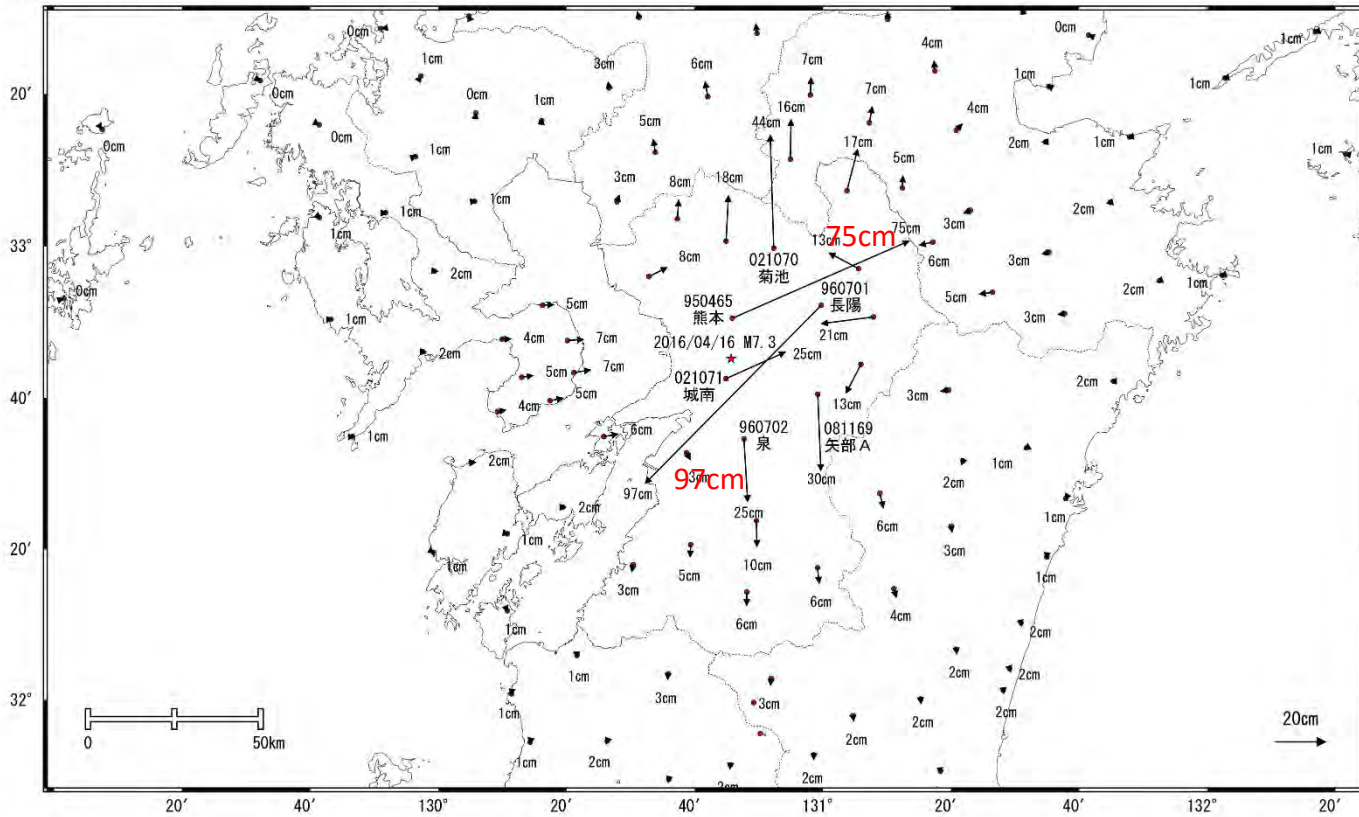 0cm
1cm
4cm
0cm
1cm
3cm
6cm
7cm
7cm
1cm
1cm
20′
0cm
0cm
1cm
16cm
4cm
0cm
0cm
5cm
44cm
17cm
2cm
1cm
1cm
1cm
5cm
3cm
8cm
18cm
1cm
1cm
1cm
2cm
3cm
33°
75cm
75cm
13cm
6cm
8cm
021070
菊池
3cm
2cm
960701
長陽
5cm
2cm
1cm
0cm
950465
熊本
5cm
1cm
3cm
21cm
2016/04/16 M7.3
4cm
7cm
2cm
25cm
7cm
5cm
021071
城南
2cm
40′
5cm
3cm
13cm
4cm
960702
泉
081169
矢部A
6cm
1cm
2cm
3cm
97cm
97cm
30cm
1cm
2cm
2cm
25cm
6cm
1cm
20′
1cm
1cm
3cm
10cm
5cm
3cm
6cm
4cm
1cm
6cm
1cm
2cm
1cm
3cm
3cm
2cm
2cm
32°
1cm
2cm
2cm
2cm
20cm
0
50km
1cm
2cm
2cm
2cm
20′
40′
130°
20′
40′
131°
20′
40′
132°
20′